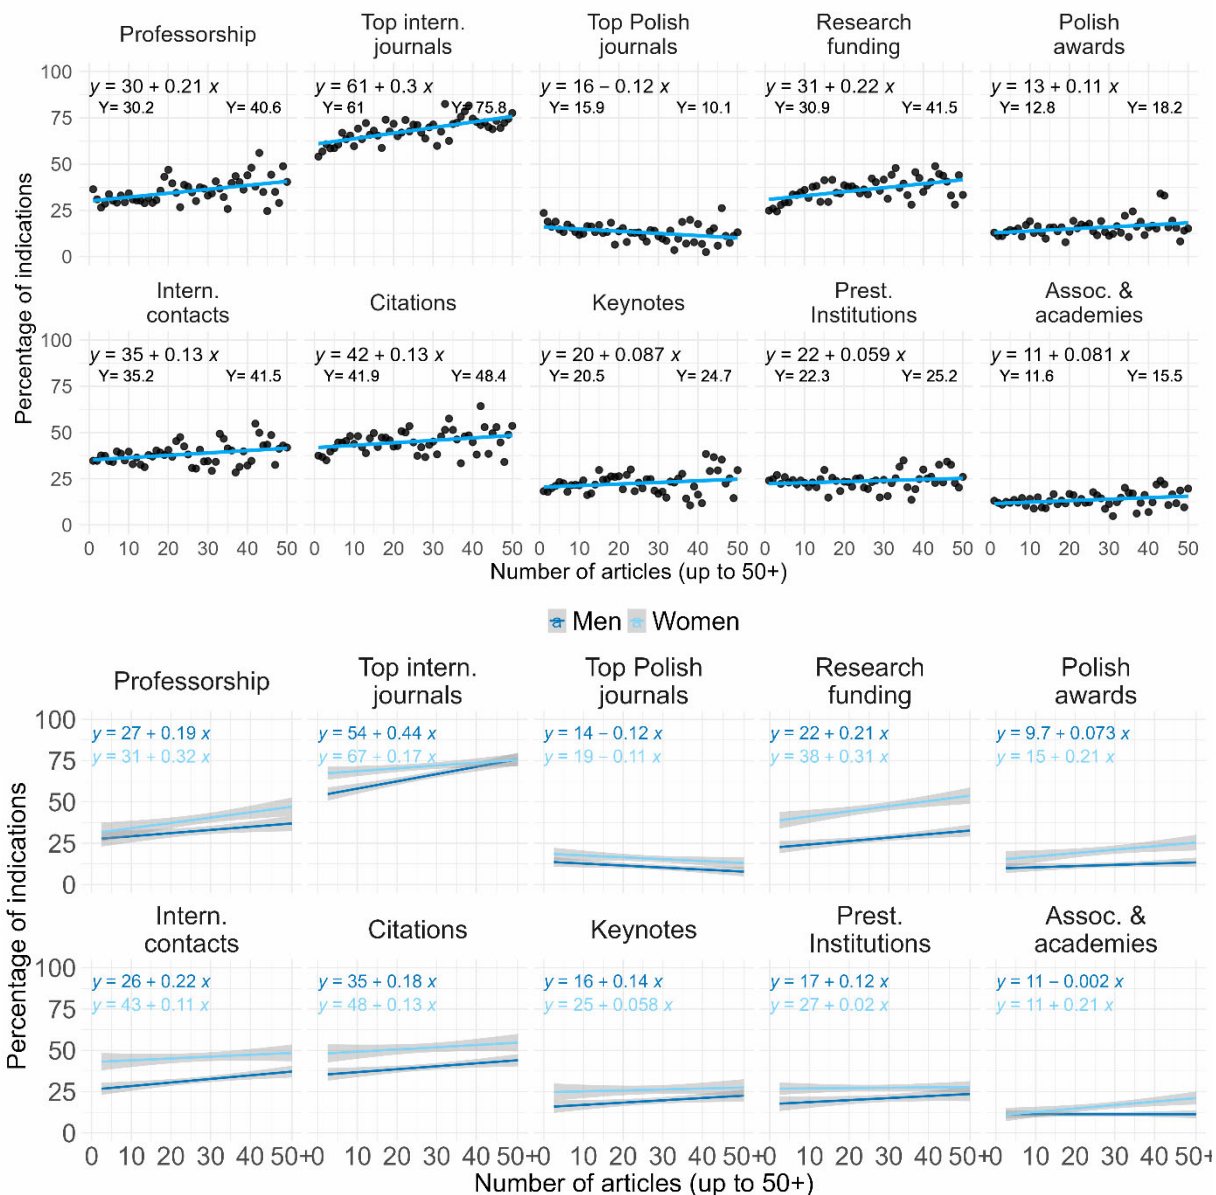 Professorship
Top intern.
journals
Top Polish
journals
Research
funding
Polish
awards
Percentage of indications
100
75
50
25
0
y = 30 + 0.21 x
Y= 30.2 Y= 40.6
y = 61 + 0.3 x
Y= 61 Y= 75.8
y = 16 − 0.12 x
Y= 15.9 Y= 10.1
y = 31 + 0.22 x
Y= 30.9 Y= 41.5
y = 13 + 0.11 x
Y= 12.8 Y= 18.2
Intern.
contacts
Citations
Keynotes
Prest.
Institutions
Assoc. &
academies
100
75
50
25
0
y = 35 + 0.13 x
Y= 35.2 Y= 41.5
y = 42 + 0.13 x
Y= 41.9 Y= 48.4
y = 20 + 0.087 x
Y= 20.5 Y= 24.7
y = 22 + 0.059 x
Y= 22.3 Y= 25.2
y = 11 + 0.081 x
Y= 11.6 Y= 15.5
0 10 20 30 40 50 0 10 20 30 40 50 0 10 20 30 40 50 0 10 20 30 40 50 0 10 20 30 40 50
Number of articles (up to 50+)
a Men a Women
Professorship
Top intern.
journals
Top Polish
journals
Research
funding
Polish
awards
Percentage of indications
100
75
50
25
0
y = 27 + 0.19 x
y = 31 + 0.32 x
y = 54 + 0.44 x
y = 67 + 0.17 x
y = 14 − 0.12 x
y = 19 − 0.11 x
y = 22 + 0.21 x
y = 38 + 0.31 x
y = 9.7 + 0.073 x
y = 15 + 0.21 x
Intern.
contacts
Citations
Keynotes
Prest.
Institutions
Assoc. &
academies
100
75
50
25
0
y = 26 + 0.22 x
y = 43 + 0.11 x
y = 35 + 0.18 x
y = 48 + 0.13 x
y = 16 + 0.14 x
y = 25 + 0.058 x
y = 17 + 0.12 x
y = 27 + 0.02 x
y = 11 − 0.002 x
y = 11 + 0.21 x
0 10 20 30 40 50+ 0 10 20 30 40 50+ 0 10 20 30 40 50+ 0 10 20 30 40 50+ 0 10 20 30 40 50+
Number of articles (up to 50+)